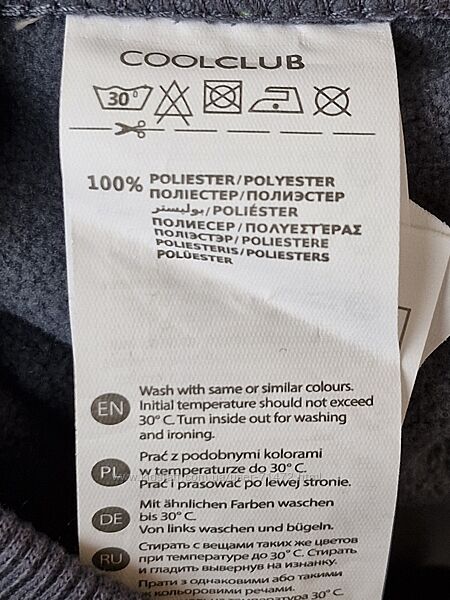 COOLCLUB
30°
100% POLIESTER/POLYESTER
ПОЛІЕСТЕР/ПОЛИЭСТЕР
بوليستر/POLIÉSTER
ПОЛИЕСЕР/ΠΟΛΥΕΣΤΕΡΑΣ
ПОЛІЭСТЭР/POLIESTERE
POLIESTERIS/POLIESTERS
POLÜESTER
EN
Wash with same or similar colours.
Initial temperature should not exceed
30° C. Turn inside out for washing
and ironing.
PL
Prać z podobnymi kolorami
w temperaturze do 30° C.
Prać i prasować po lewej stronie.
DE
Mit ähnlichen Farben waschen
bis 30° C.
Von links waschen und bügeln.
RU
Стирать с вещами таких же цветов
при температуре до 30° C. Стирать
и гладить вывернув на изнанку.
Прати з однаковими або такими
ж кольоровими речами.
температура 30° C.